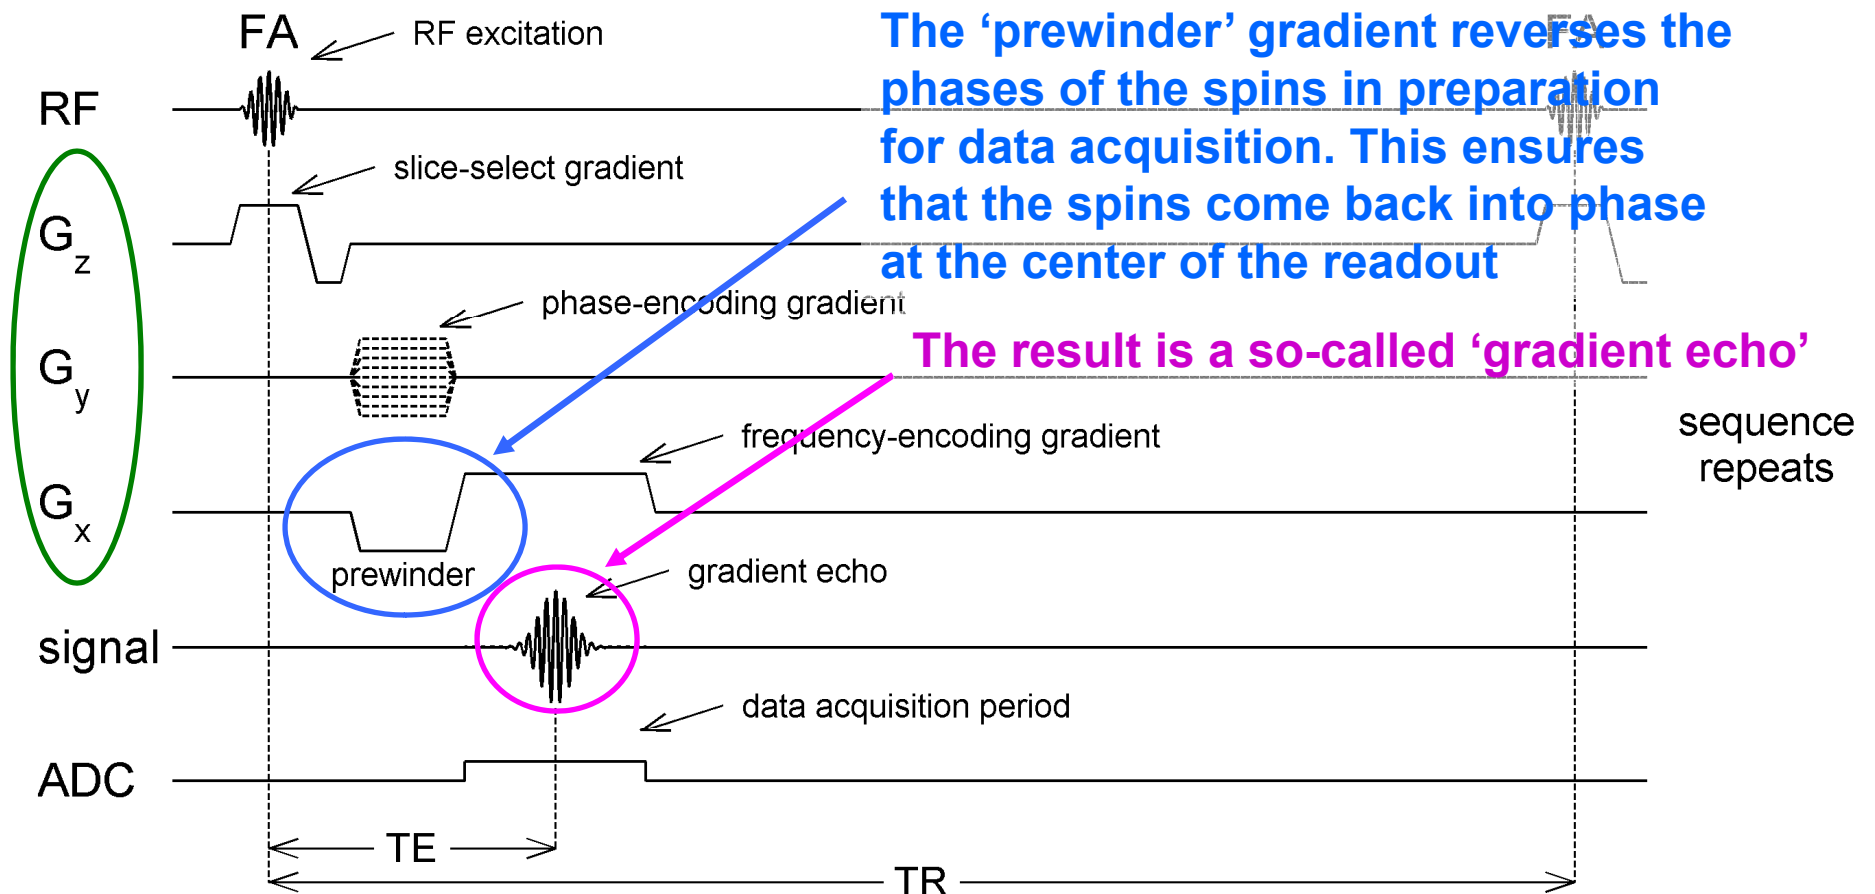 FA
RF excitation
The ‘prewinder’ gradient reverses the
phases of the spins in preparation
for data acquisition. This ensures
that the spins come back into phase
at the center of the readout
FA
RF
slice-select gradient
Gz
phase-encoding gradient
The result is a so-called ‘gradient echo’
Gy
frequency-encoding gradient
sequence
repeats
Gx
prewinder
gradient echo
signal
data acquisition period
ADC
TE
TR